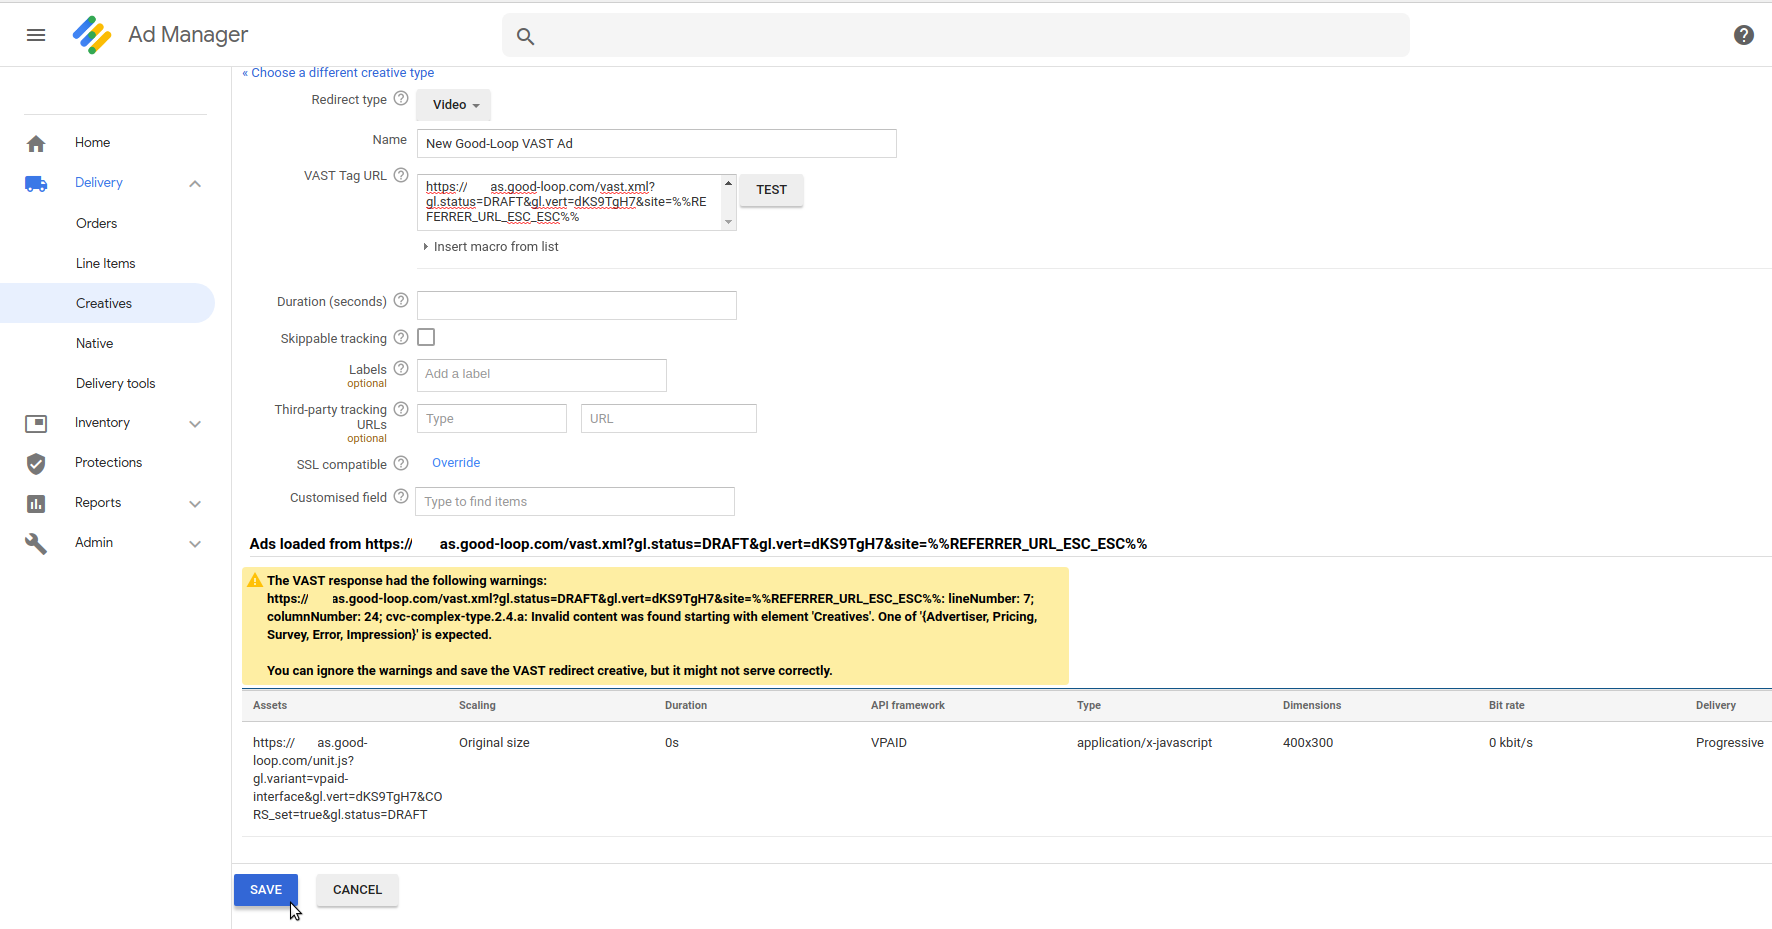 Ad Manager
« Choose a different creative type
Redirect type
Video
Name
New Good-Loop VAST Ad
VAST Tag URL
https:// as.good-loop.com/vast.xml?
gl.status=DRAFT&gl.vert=dKS9TgH7&site=%%RE
FERRER_URL_ESC_ESC%%
TEST
Insert macro from list
Duration (seconds)
Skippable tracking
Labels
optional
Add a label
Third-party tracking
URLs
optional
Type
URL
SSL compatible
Override
Customised field
Type to find items
Home
Delivery
Orders
Line Items
Creatives
Native
Delivery tools
Inventory
Protections
Reports
Admin
Ads loaded from https:// as.good-loop.com/vast.xml?gl.status=DRAFT&gl.vert=dKS9TgH7&site=%%REFERRER_URL_ESC_ESC%%
The VAST response had the following warnings:
https:// as.good-loop.com/vast.xml?gl.status=DRAFT&gl.vert=dKS9TgH7&site=%%REFERRER_URL_ESC_ESC%%: lineNumber: 7;
columnNumber: 24; cvc-complex-type.2.4.a: Invalid content was found starting with element 'Creatives'. One of '{Advertiser, Pricing,
Survey, Error, Impression}' is expected.
You can ignore the warnings and save the VAST redirect creative, but it might not serve correctly.
Assets Scaling Duration API framework Type Dimensions Bit rate Delivery
https:// as.good-
loop.com/unit.js?
gl.variant=vpaid-
interface&gl.vert=dKS9TgH7&CO
RS_set=true&gl.status=DRAFT
Original size 0s VPAID application/x-javascript 400x300 0 kbit/s Progressive
SAVE
CANCEL